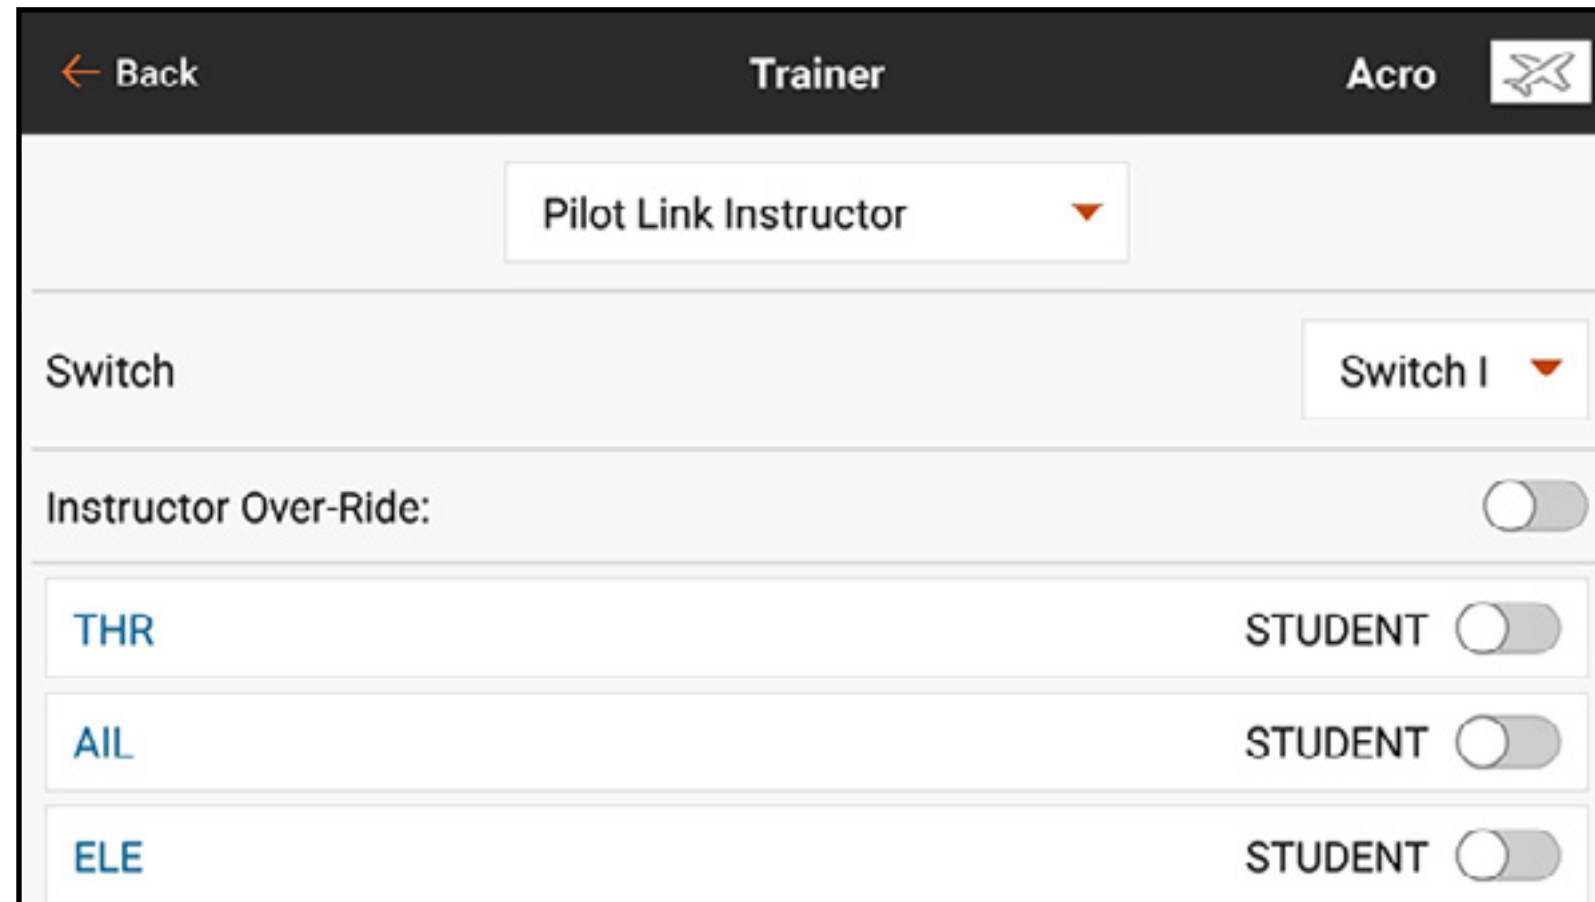 Back Trainer Acro
Pilot Link Instructor
Switch Switch I
Instructor Over-Ride:
THR STUDENT
AIL STUDENT
ELE STUDENT